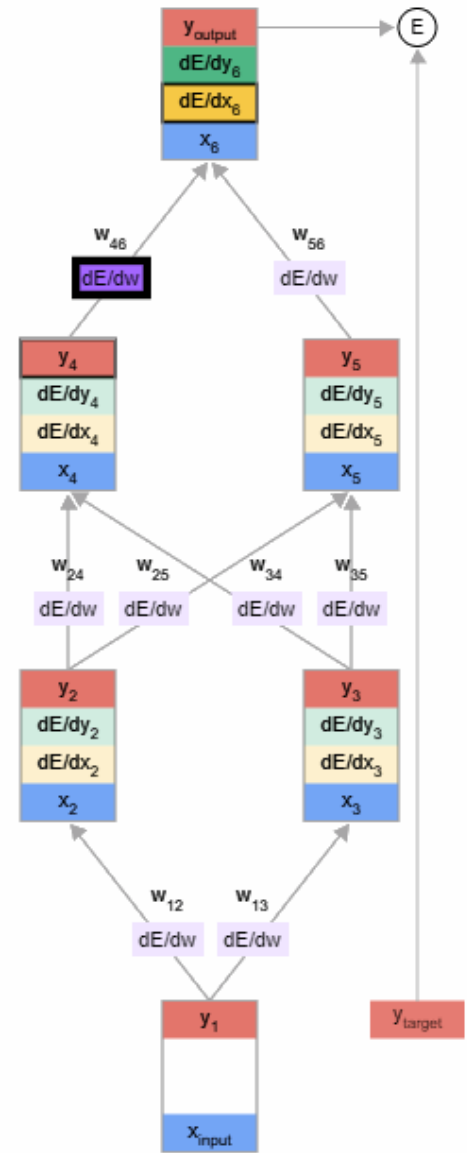 y_output
E
dE/dy_6
dE/dx_6
x_6
w_46 w_56
dE/dw dE/dw
y_4 y_5
dE/dy_4 dE/dy_5
dE/dx_4 dE/dx_5
x_4 x_5
w_24 w_25 w_34 w_35
dE/dw dE/dw dE/dw dE/dw
y_2 y_3
dE/dy_2 dE/dy_3
dE/dx_2 dE/dx_3
x_2 x_3
w_12 w_13
dE/dw dE/dw
y_1 y_target
x_input